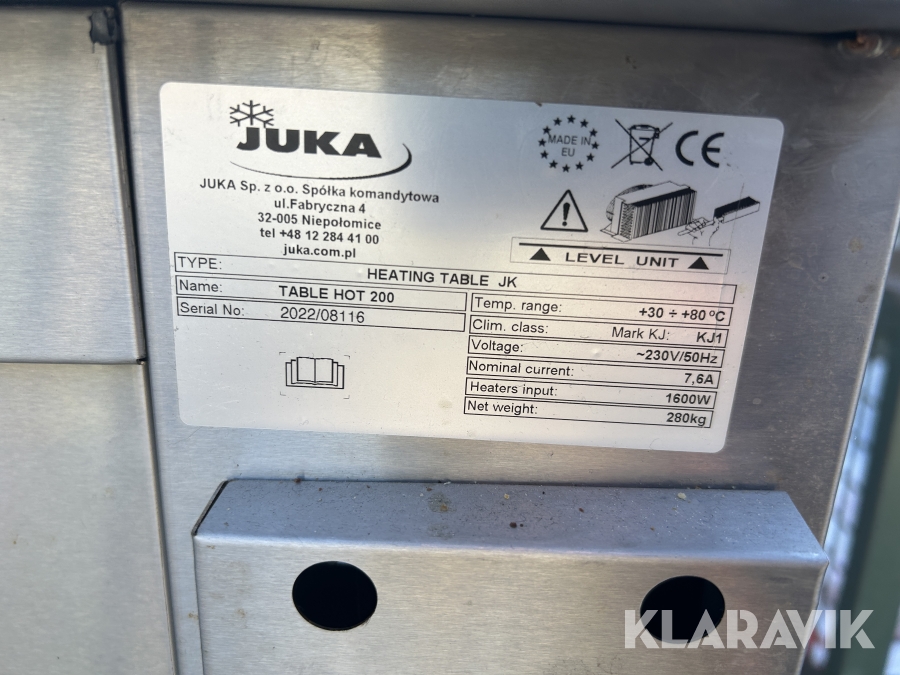 JUKA
JUKA Sp. z o.o. Spółka komandytowa
ul.Fabryczna 4
32-005 Niepołomice
tel +48 12 284 41 00
juka.com.pl
MADE IN
EU
CE
LEVEL UNIT
TYPE: HEATING TABLE JK
Name: TABLE HOT 200
Serial No: 2022/08116
Temp. range: +30 ÷ +80 ºC
Clim. class: Mark KJ: KJ1
Voltage: ~230V/50Hz
Nominal current: 7,6A
Heaters input: 1600W
Net weight: 280kg
KLARAVIK